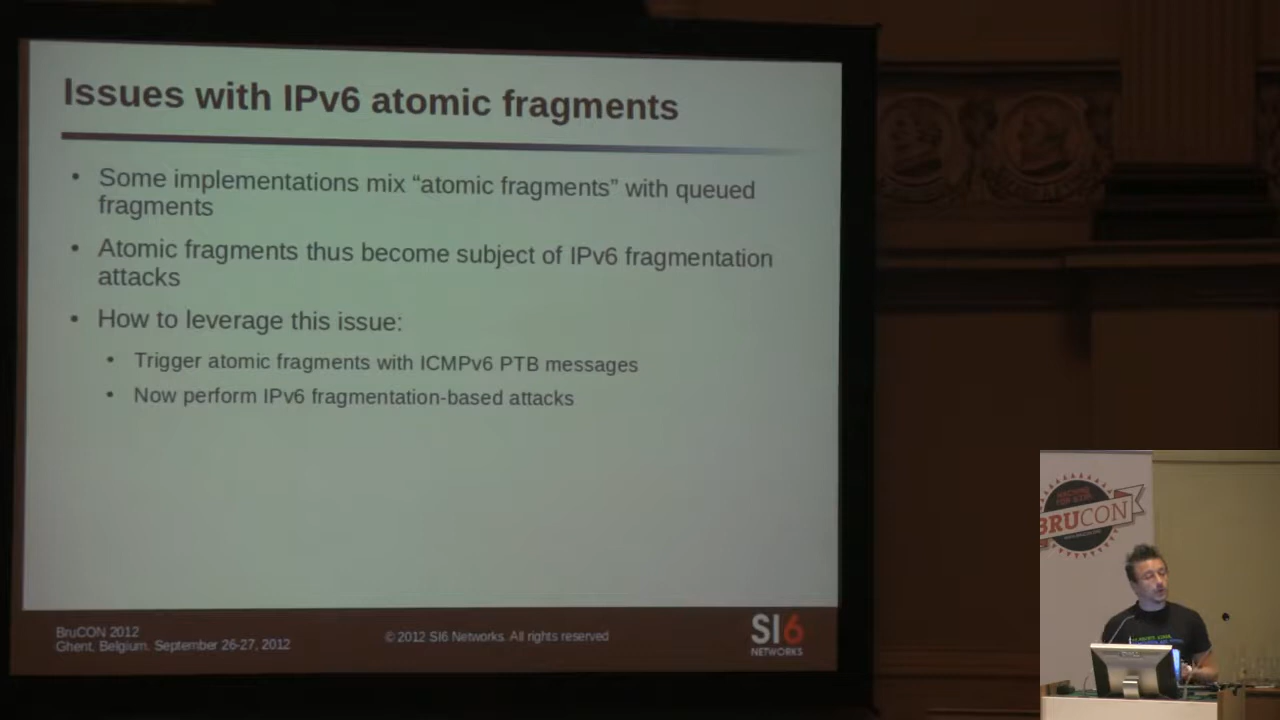 Issues with IPv6 atomic fragments
• Some implementations mix “atomic fragments” with queued
fragments
• Atomic fragments thus become subject of IPv6 fragmentation
attacks
• How to leverage this issue:
• Trigger atomic fragments with ICMPv6 PTB messages
• Now perform IPv6 fragmentation-based attacks
BruCON 2012
Ghent, Belgium. September 26-27, 2012
© 2012 SI6 Networks. All rights reserved
SI6
NETWORKS
BRUCON